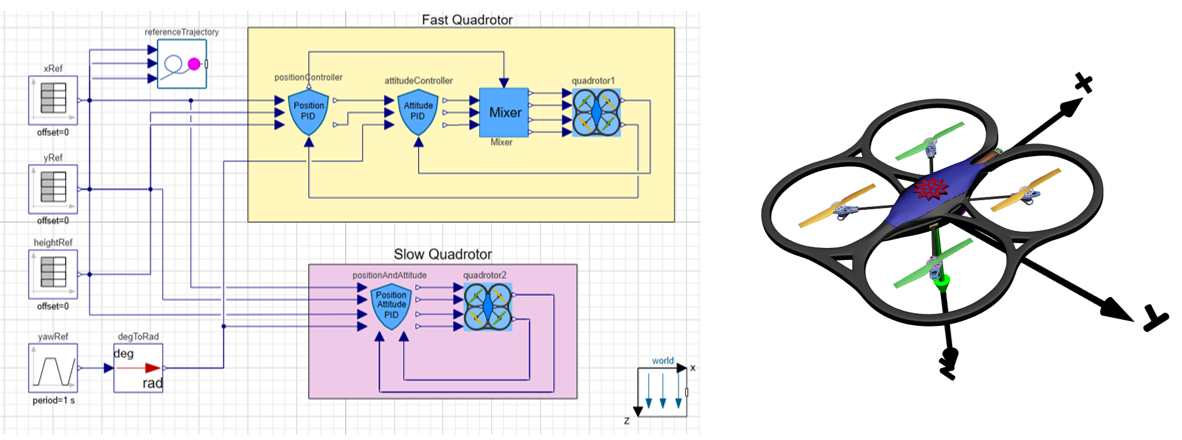 Fast Quadrotor
referenceTrajectory
xRef
offset=0
positionController
Position
PID
attitudeController
Attitude
PID
Mixer
Mixer
quadrotor1
yRef
offset=0
heightRef
offset=0
Slow Quadrotor
positionAndAttitude
Position
Attitude
PID
quadrotor2
yawRef
period=1 s
degToRad
deg
rad
world
x
z
X
Y
Z